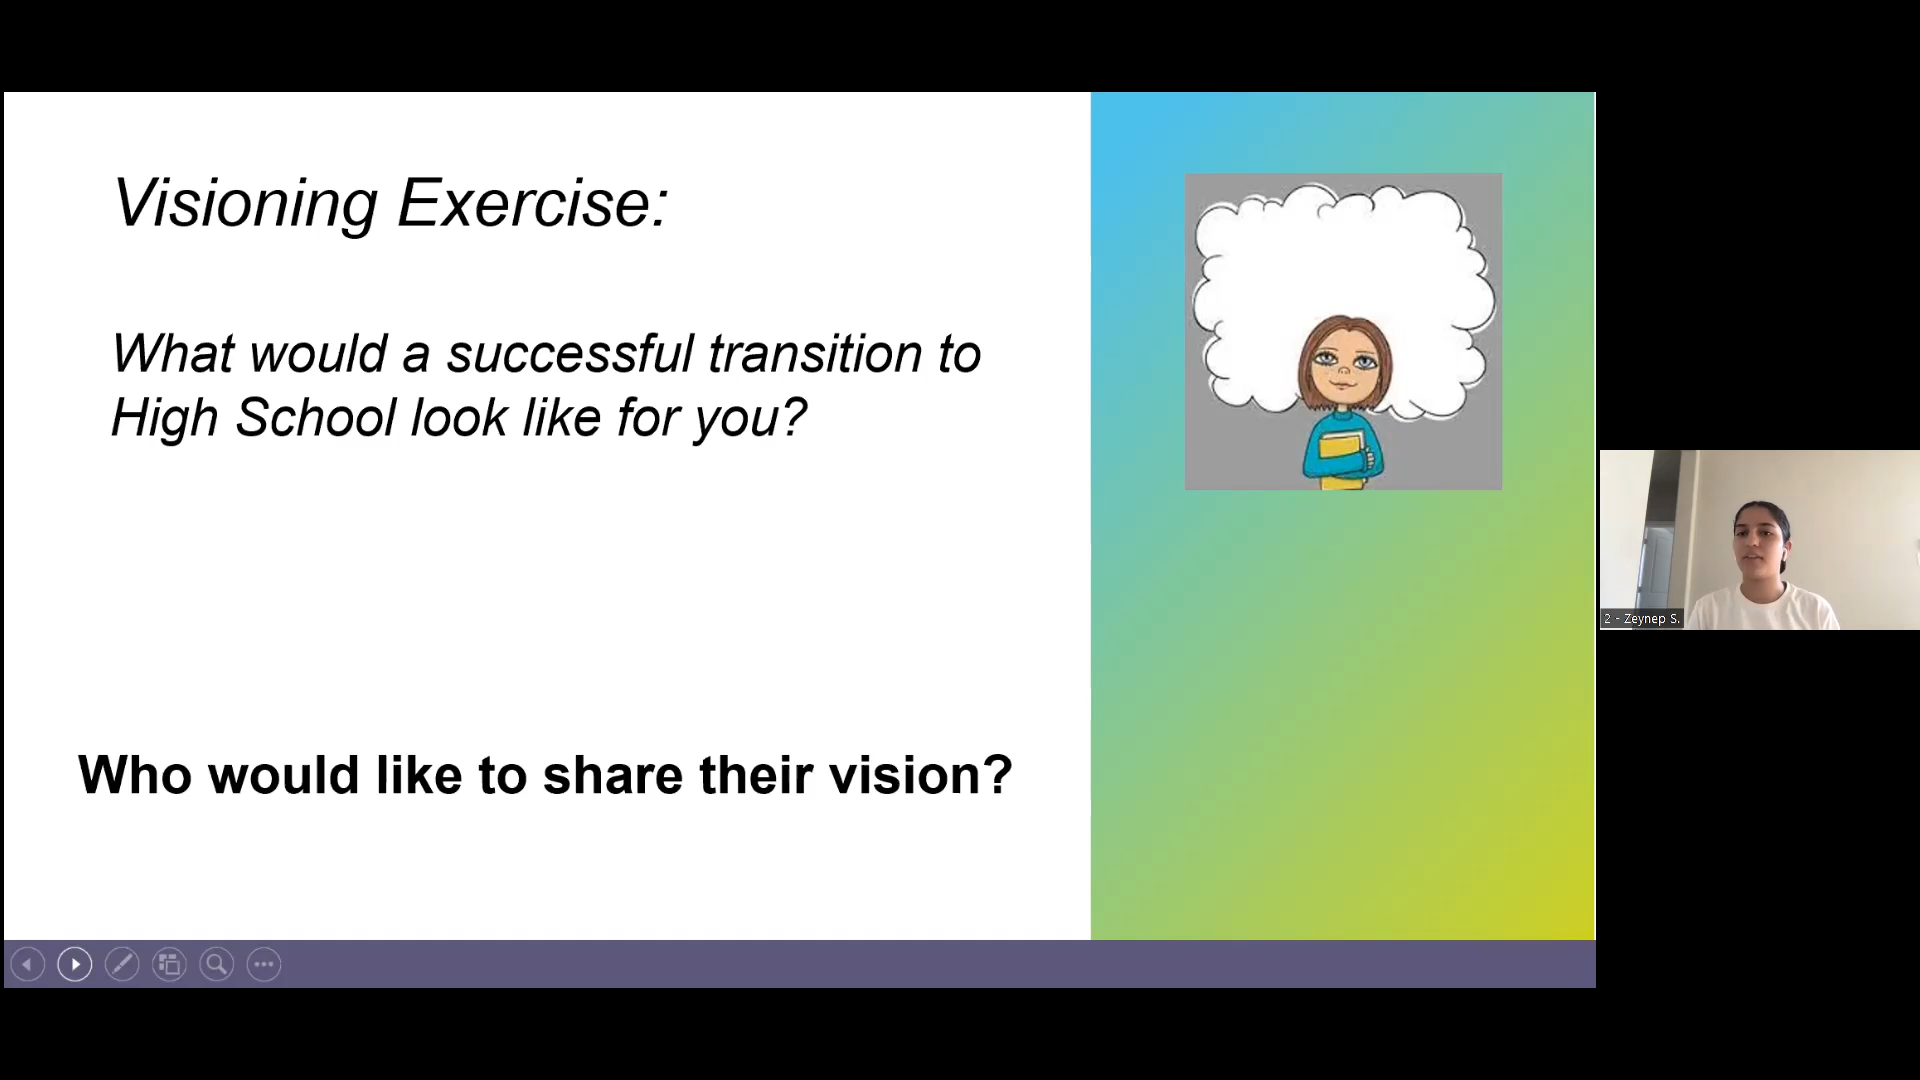 Visioning Exercise:
What would a successful transition to
High School look like for you?
Who would like to share their vision?
2 - Zeynep S.